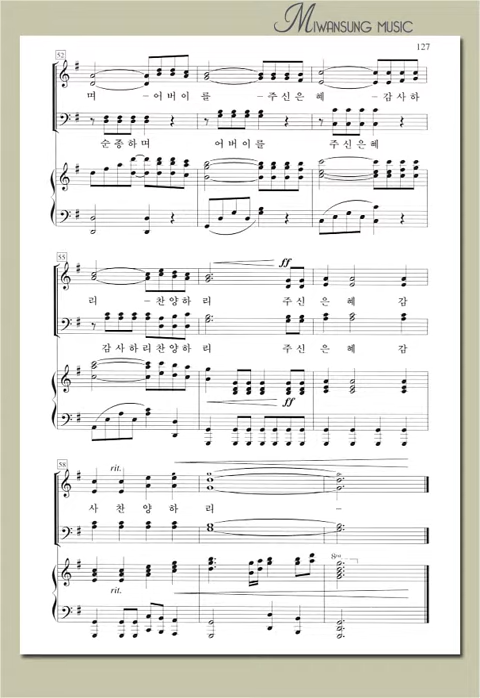 MIWANSUNG MUSIC
127
52
며 - 어 버 이 를 - 주 신 은 혜 - 감 사 하
순 종 하 며 어 버 이 를 주 신 은 혜
55
ff
리 - 찬 양 하 리 주 신 은 혜 감
감 사 하 리 찬 양 하 리 주 신 은 혜 감
ff
58
rit.
사 찬 양 하 리 -
8va
rit.